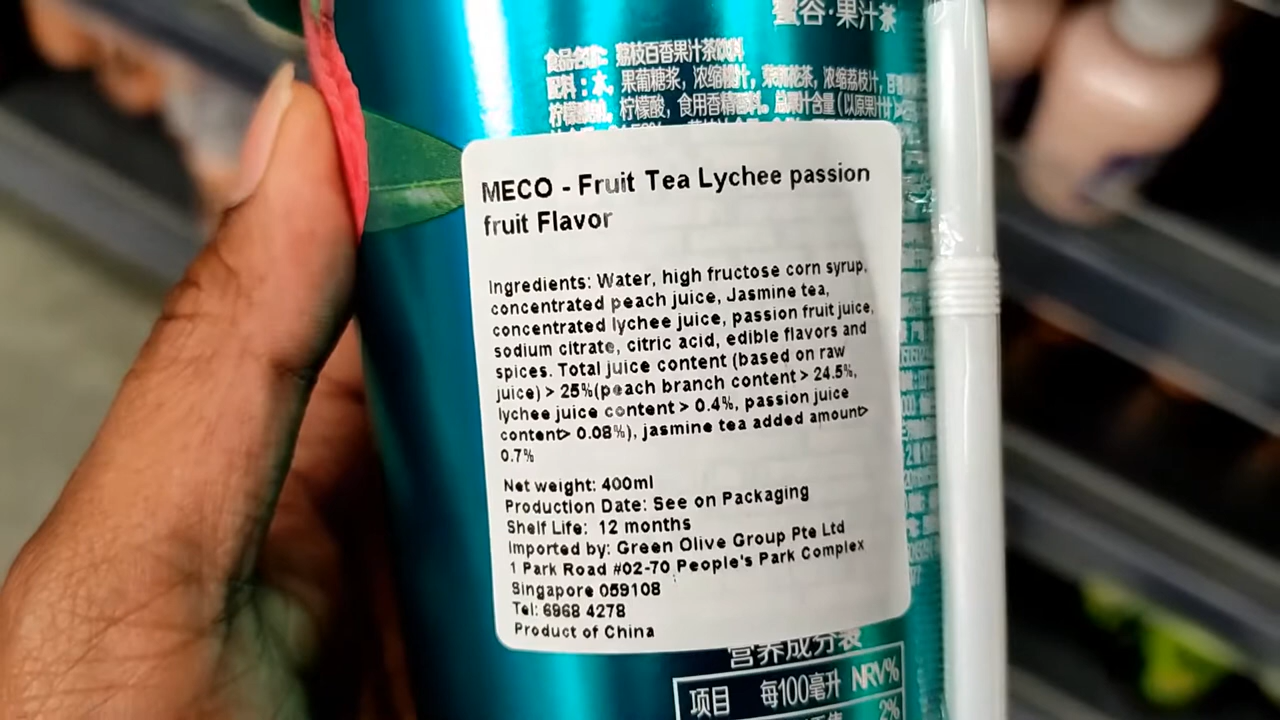 蜜谷·果汁茶
食品名称: 荔枝百香果汁茶饮料
配料:水, 果葡糖浆, 浓缩桃汁, 茉莉花茶, 浓缩荔枝汁,
柠檬酸钠, 柠檬酸, 食用香精香料。总果汁含量(以原果汁计)
MECO - Fruit Tea Lychee passion
fruit Flavor
Ingredients: Water, high fructose corn syrup,
concentrated peach juice, Jasmine tea,
concentrated lychee juice, passion fruit juice,
sodium citrate, citric acid, edible flavors and
spices. Total juice content (based on raw
juice) > 25%(peach branch content > 24.5%,
lychee juice content > 0.4%, passion juice
content> 0.08%), jasmine tea added amount>
0.7%
Net weight: 400ml
Production Date: See on Packaging
Shelf Life: 12 months
Imported by: Green Olive Group Pte Ltd
1 Park Road #02-70 People's Park Complex
Singapore 059108
Tel: 6968 4278
Product of China
营养成分表
项目 每100毫升 NRV%
2%